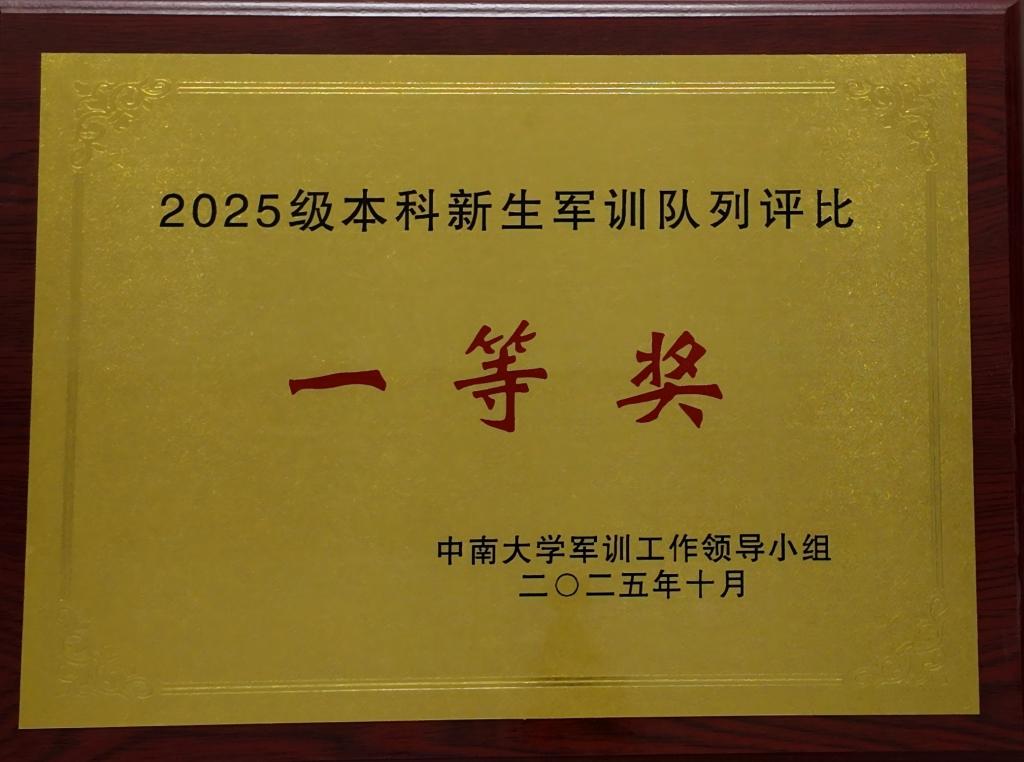 2025级本科新生军训队列评比
一等奖
中南大学军训工作领导小组
二〇二五年十月